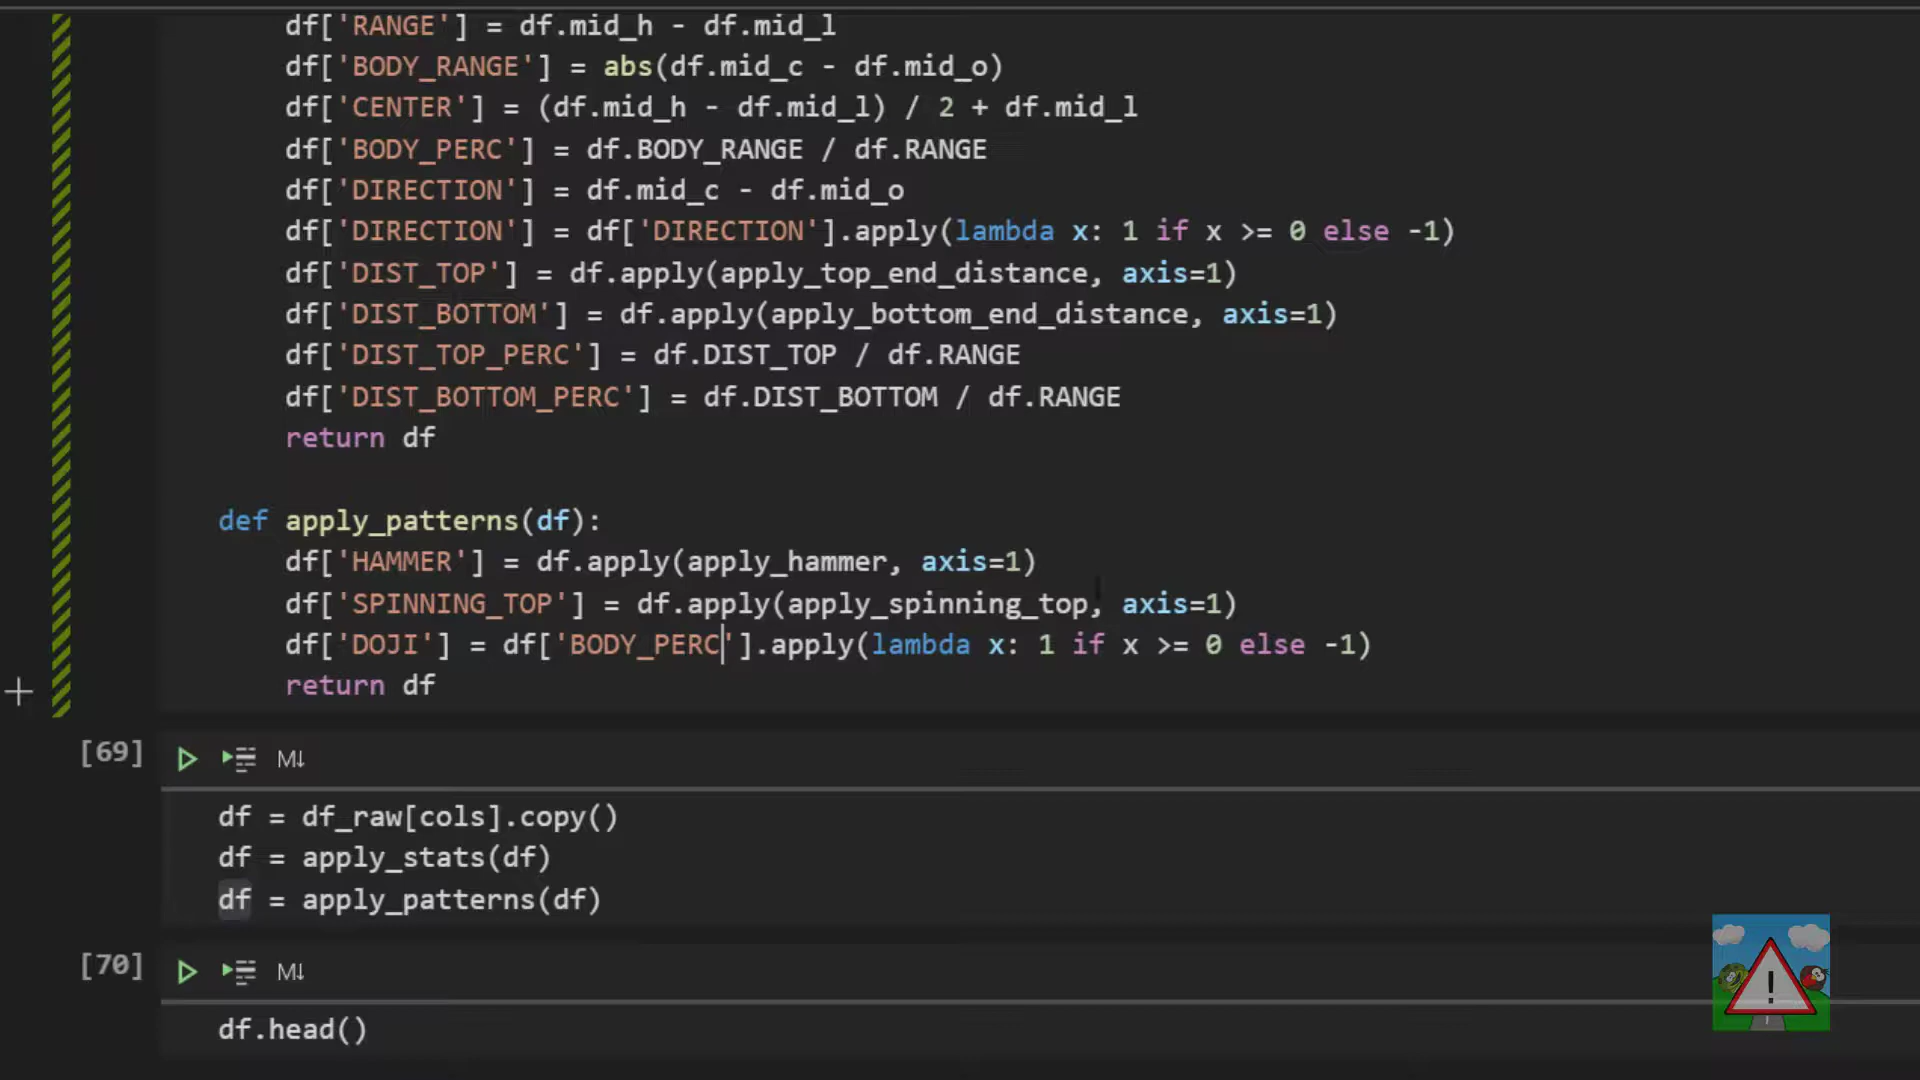 df['RANGE'] = df.mid_h - df.mid_l
df['BODY_RANGE'] = abs(df.mid_c - df.mid_o)
df['CENTER'] = (df.mid_h - df.mid_l) / 2 + df.mid_l
df['BODY_PERC'] = df.BODY_RANGE / df.RANGE
df['DIRECTION'] = df.mid_c - df.mid_o
df['DIRECTION'] = df['DIRECTION'].apply(lambda x: 1 if x >= 0 else -1)
df['DIST_TOP'] = df.apply(apply_top_end_distance, axis=1)
df['DIST_BOTTOM'] = df.apply(apply_bottom_end_distance, axis=1)
df['DIST_TOP_PERC'] = df.DIST_TOP / df.RANGE
df['DIST_BOTTOM_PERC'] = df.DIST_BOTTOM / df.RANGE
return df
def apply_patterns(df):
df['HAMMER'] = df.apply(apply_hammer, axis=1)
df['SPINNING_TOP'] = df.apply(apply_spinning_top, axis=1)
df['DOJI'] = df['BODY_PERC'].apply(lambda x: 1 if x >= 0 else -1)
return df
[69] M↓
df = df_raw[cols].copy()
df = apply_stats(df)
df = apply_patterns(df)
[70] M↓
df.head()
!